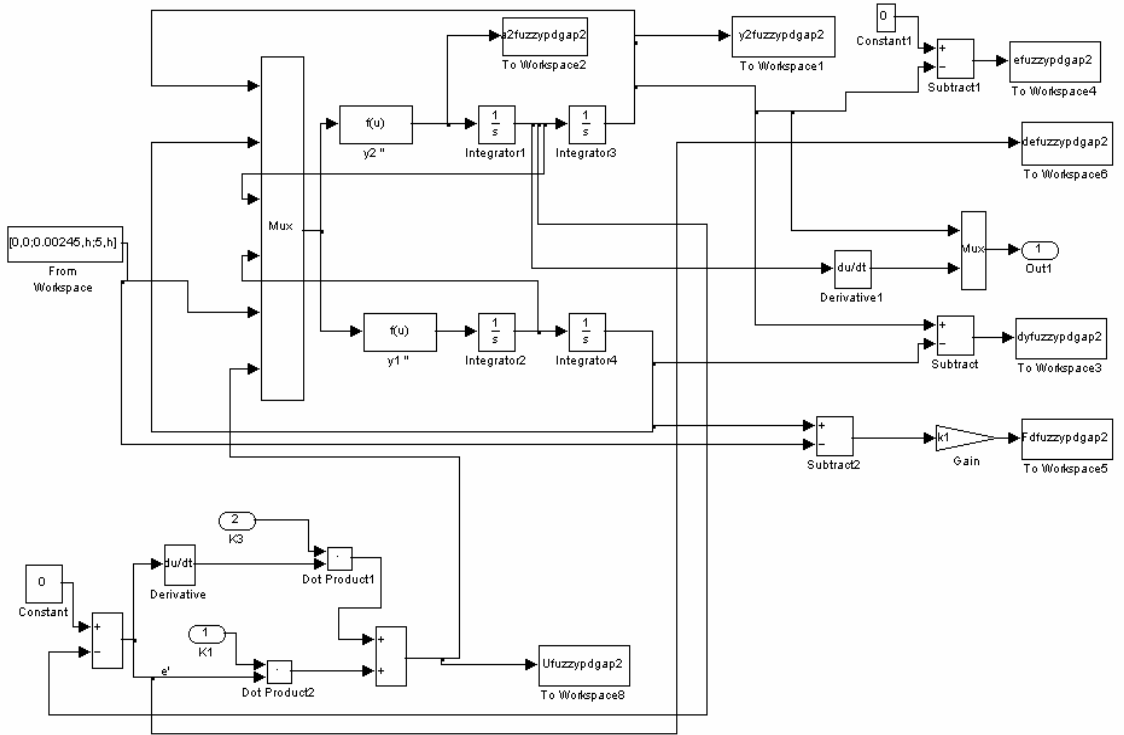 a2fuzzypdgap2
To Workspace2
y2fuzzypdgap2
To Workspace1
0
Constant1
+
−
Subtract1
efuzzypdgap2
To Workspace4
f(u)
y2 "
1
s
Integrator1
1
s
Integrator3
defuzzypdgap2
To Workspace6
Mux
[0,0;0.00245,h;5,h]
From
Workspace
du/dt
Derivative1
Mux
1
Out1
f(u)
y1 "
1
s
Integrator2
1
s
Integrator4
+
−
Subtract
dyfuzzypdgap2
To Workspace3
+
−
Subtract2
k1
Gain
Fdfuzzypdgap2
To Workspace5
2
K3
du/dt
Derivative
Dot Product1
0
Constant
+
−
1
K1
e'
Dot Product2
+
+
Ufuzzypdgap2
To Workspace8